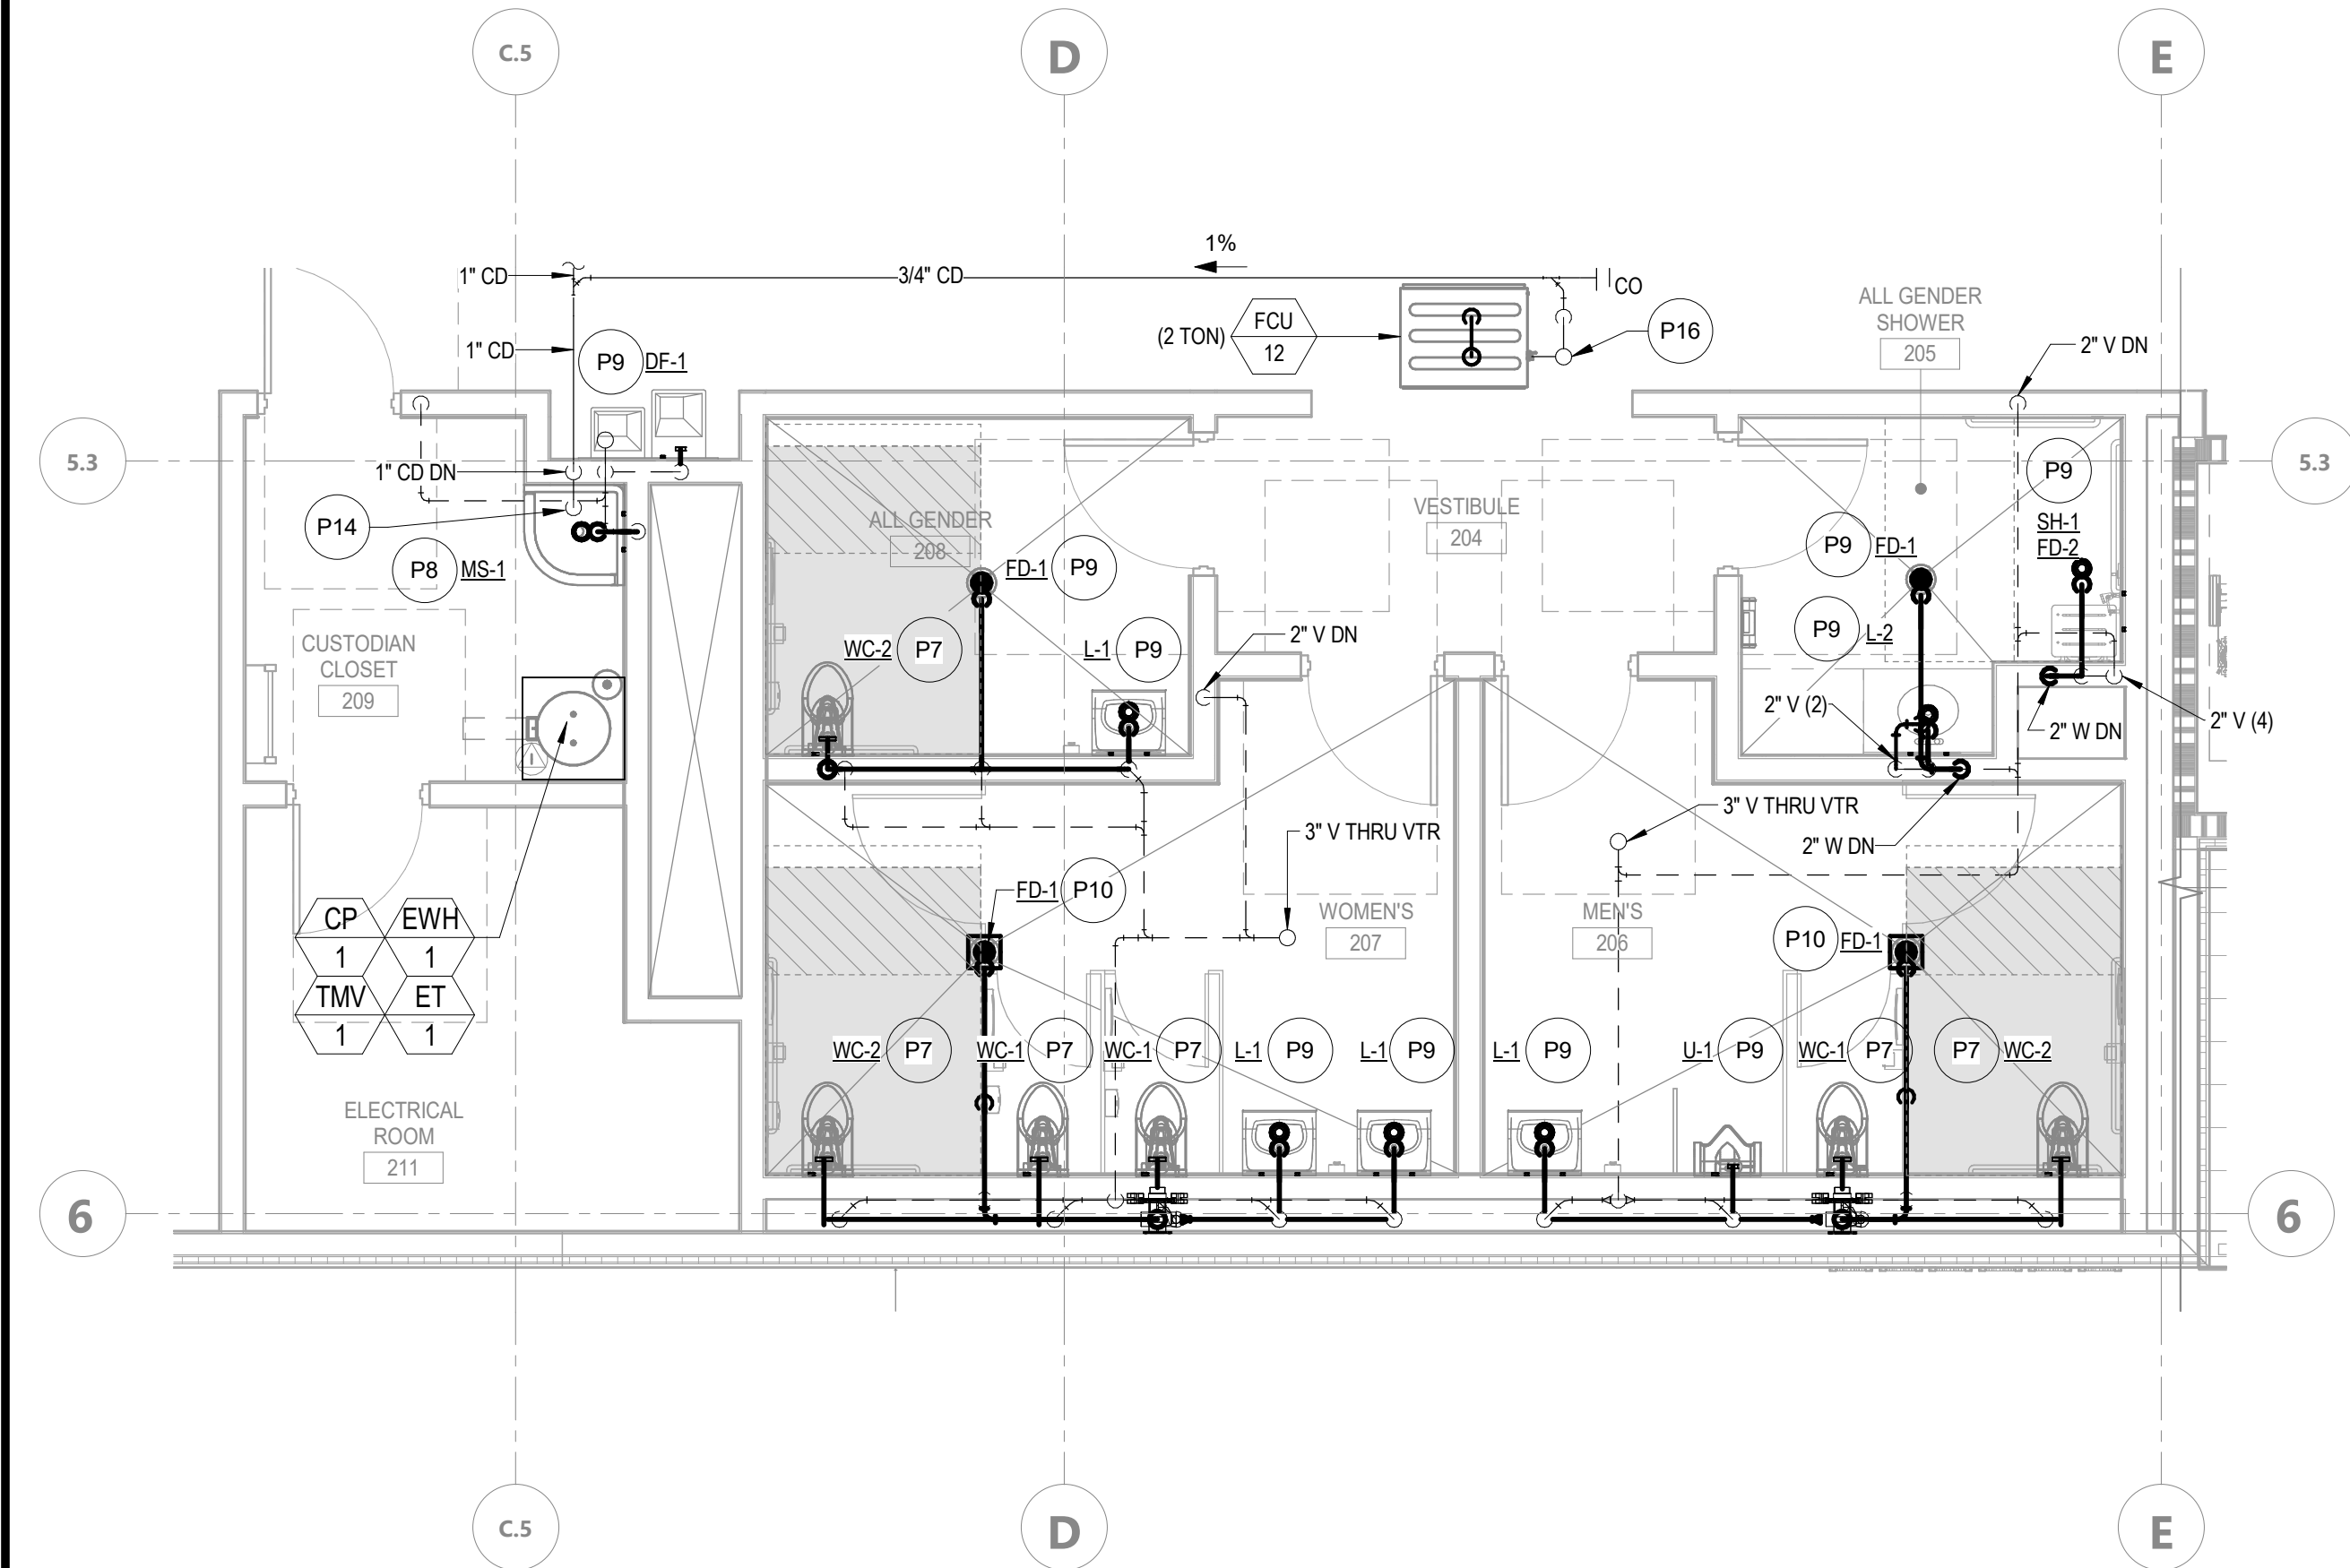 C.5
D
E
1%
1" CD
3/4" CD
CO
ALL GENDER
SHOWER
205
FCU
12
(2 TON)
P16
2" V DN
1" CD
P9
DF-1
5.3
5.3
1" CD DN
P9
P14
ALL GENDER
208
VESTIBULE
204
SH-1
FD-2
P9
FD-1
P8
MS-1
FD-1
P9
CUSTODIAN
CLOSET
209
WC-2
P7
L-1
P9
2" V DN
P9
L-2
2" V (2)
2" W DN
2" V (4)
3" V THRU VTR
3" V THRU VTR
2" W DN
FD-1
P10
CP
1
EWH
1
TMV
1
ET
1
WOMEN'S
207
MEN'S
206
P10
FD-1
WC-2
P7
WC-1
P7
WC-1
P7
L-1
P9
L-1
P9
L-1
P9
U-1
P9
WC-1
P7
P7
WC-2
ELECTRICAL
ROOM
211
6
6
C.5
D
E